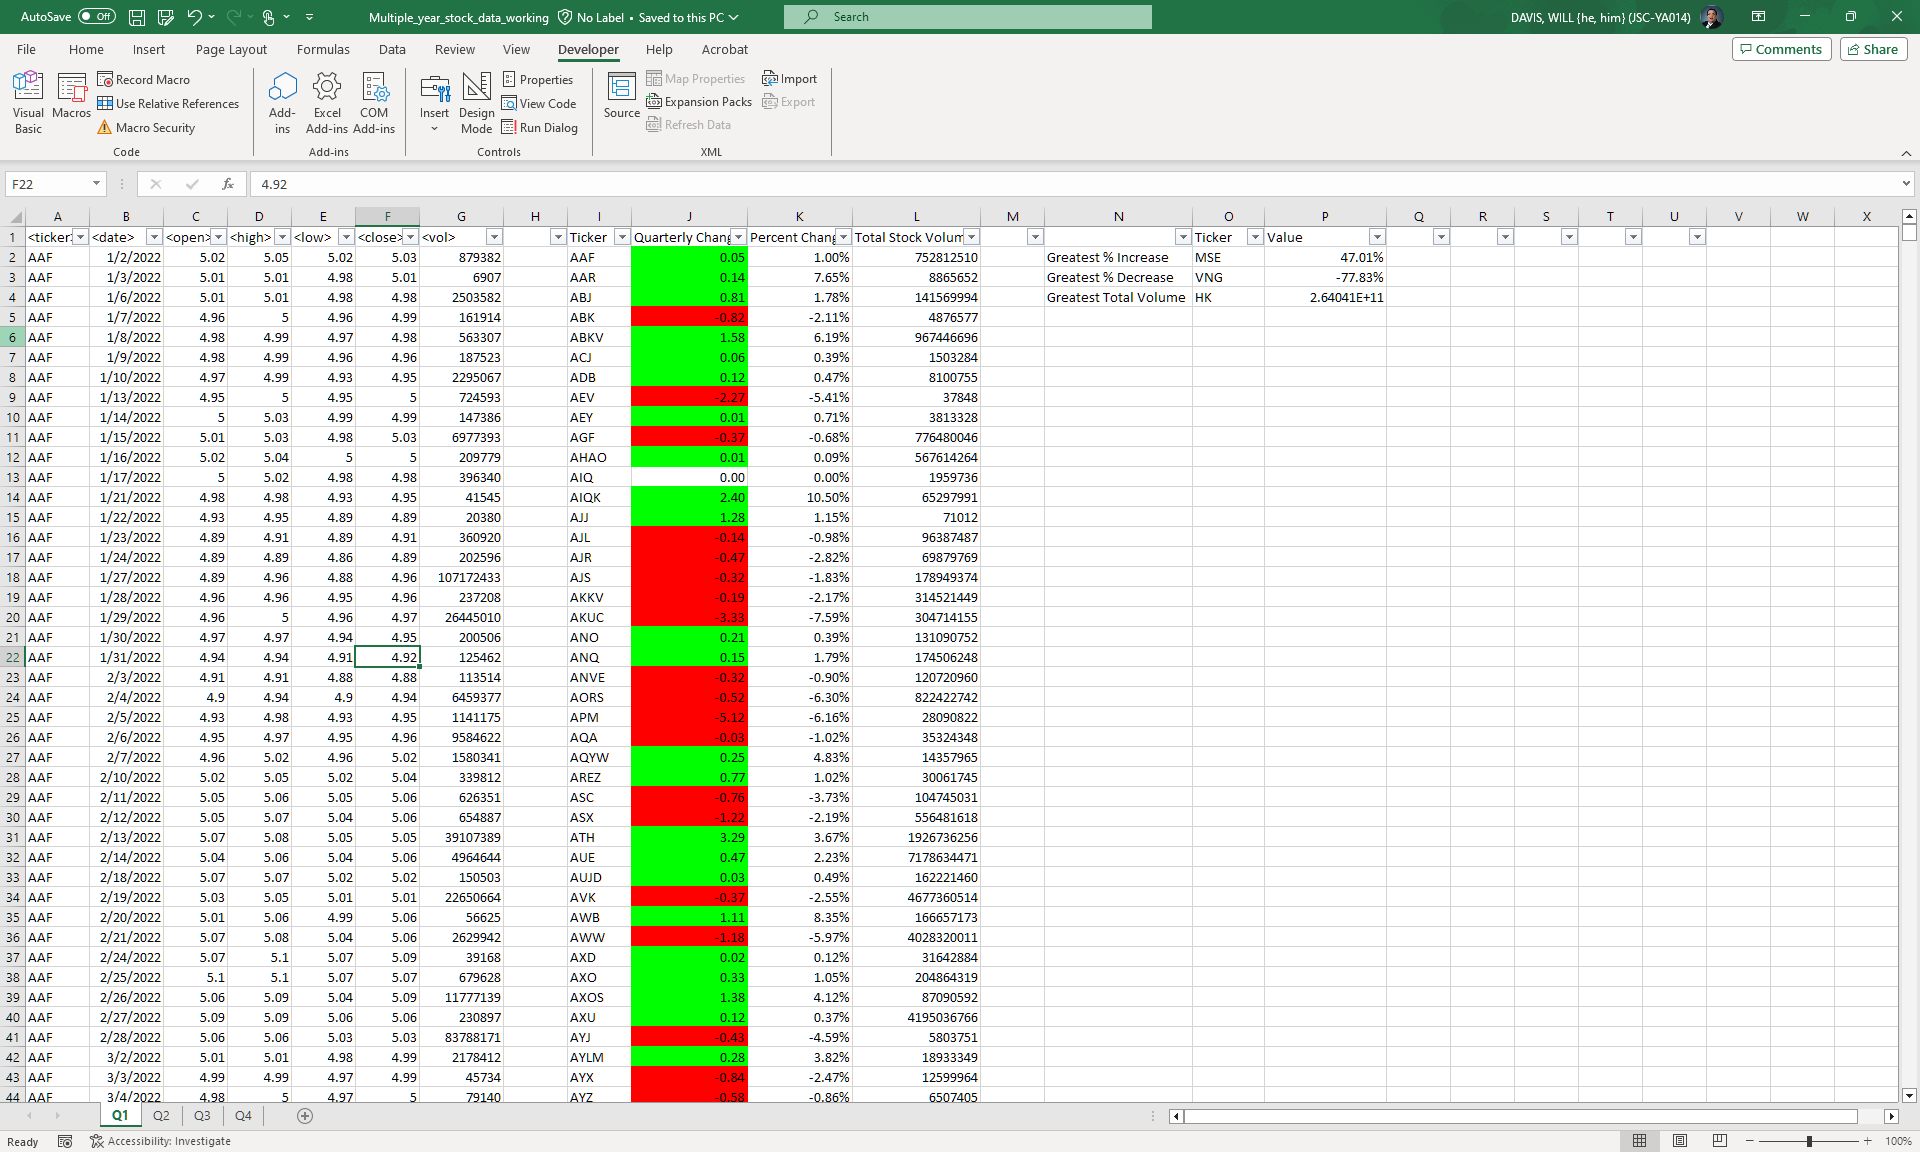 AutoSave Off Multiple_year_stock_data_working No Label • Saved to this PC Search DAVIS, WILL {he, him} (JSC-YA014)
File Home Insert Page Layout Formulas Data Review View Developer Help Acrobat Comments Share
Visual Basic Macros Record Macro Use Relative References Macro Security
Add-ins Excel Add-ins COM Add-ins
Insert Design Mode Properties View Code Run Dialog
Source Map Properties Expansion Packs Refresh Data Import Export
Code Add-ins Controls XML
F22 fx 4.92
A B C D E F G H I J K L M N O P Q R S T U V W X
1 <ticker> <date> <open> <high> <low> <close> <vol> Ticker Quarterly Chang Percent Chang Total Stock Volum Ticker Value
2 AAF 1/2/2022 5.02 5.05 5.02 5.03 879382 AAF 0.05 1.00% 752812510 Greatest % Increase MSE 47.01%
3 AAF 1/3/2022 5.01 5.01 4.98 5.01 6907 AAR 0.14 7.65% 8865652 Greatest % Decrease VNG -77.83%
4 AAF 1/6/2022 5.01 5.01 4.98 4.98 2503582 ABJ 0.81 1.78% 141569994 Greatest Total Volume HK 2.64041E+11
5 AAF 1/7/2022 4.96 5 4.96 4.99 161914 ABK -0.82 -2.11% 4876577
6 AAF 1/8/2022 4.98 4.99 4.97 4.98 563307 ABKV 1.58 6.19% 967446696
7 AAF 1/9/2022 4.98 4.99 4.96 4.96 187523 ACJ 0.06 0.39% 1503284
8 AAF 1/10/2022 4.97 4.99 4.93 4.95 2295067 ADB 0.12 0.47% 8100755
9 AAF 1/13/2022 4.95 5 4.95 5 724593 AEV -2.27 -5.41% 37848
10 AAF 1/14/2022 5 5.03 4.99 4.99 147386 AEY 0.01 0.71% 3813328
11 AAF 1/15/2022 5.01 5.03 4.98 5.03 6977393 AGF -0.37 -0.68% 776480046
12 AAF 1/16/2022 5.02 5.04 5 5 209779 AHAO 0.01 0.09% 567614264
13 AAF 1/17/2022 5 5.02 4.98 4.98 396340 AIQ 0.00 0.00% 1959736
14 AAF 1/21/2022 4.98 4.98 4.93 4.95 41545 AIQK 2.40 10.50% 65297991
15 AAF 1/22/2022 4.93 4.95 4.89 4.89 20380 AJJ 1.28 1.15% 71012
16 AAF 1/23/2022 4.89 4.91 4.89 4.91 360920 AJL -0.14 -0.98% 96387487
17 AAF 1/24/2022 4.89 4.89 4.86 4.89 202596 AJR -0.47 -2.82% 69879769
18 AAF 1/27/2022 4.89 4.96 4.88 4.96 107172433 AJS -0.32 -1.83% 178949374
19 AAF 1/28/2022 4.96 4.96 4.95 4.96 237208 AKKV -0.19 -2.17% 314521449
20 AAF 1/29/2022 4.96 5 4.96 4.97 26445010 AKUC -3.33 -7.59% 304714155
21 AAF 1/30/2022 4.97 4.97 4.94 4.95 200506 ANO 0.21 0.39% 131090752
22 AAF 1/31/2022 4.94 4.94 4.91 4.92 125462 ANQ 0.15 1.79% 174506248
23 AAF 2/3/2022 4.91 4.91 4.88 4.88 113514 ANVE -0.32 -0.90% 120720960
24 AAF 2/4/2022 4.9 4.94 4.9 4.94 6459377 AORS -0.52 -6.30% 822422742
25 AAF 2/5/2022 4.93 4.98 4.93 4.95 1141175 APM -5.12 -6.16% 28090822
26 AAF 2/6/2022 4.95 4.97 4.95 4.96 9584622 AQA -0.03 -1.02% 35324348
27 AAF 2/7/2022 4.96 5.02 4.96 5.02 1580341 AQYW 0.25 4.83% 14357965
28 AAF 2/10/2022 5.02 5.05 5.02 5.04 339812 AREZ 0.77 1.02% 30061745
29 AAF 2/11/2022 5.05 5.06 5.05 5.06 626351 ASC -0.76 -3.73% 104745031
30 AAF 2/12/2022 5.05 5.07 5.04 5.06 654887 ASX -1.22 -2.19% 556481618
31 AAF 2/13/2022 5.07 5.08 5.05 5.05 39107389 ATH 3.29 3.67% 1926736256
32 AAF 2/14/2022 5.04 5.06 5.04 5.06 4964644 AUE 0.47 2.23% 7178634471
33 AAF 2/18/2022 5.07 5.07 5.02 5.02 150503 AUJD 0.03 0.49% 162221460
34 AAF 2/19/2022 5.03 5.05 5.01 5.01 22650664 AVK -0.37 -2.55% 4677360514
35 AAF 2/20/2022 5.01 5.06 4.99 5.06 56625 AWB 1.11 8.35% 166657173
36 AAF 2/21/2022 5.07 5.08 5.04 5.06 2629942 AWW -1.18 -5.97% 4028320011
37 AAF 2/24/2022 5.07 5.1 5.07 5.09 39168 AXD 0.02 0.12% 31642884
38 AAF 2/25/2022 5.1 5.1 5.07 5.07 679628 AXO 0.33 1.05% 204864319
39 AAF 2/26/2022 5.06 5.09 5.04 5.09 11777139 AXOS 1.38 4.12% 87090592
40 AAF 2/27/2022 5.09 5.09 5.06 5.06 230897 AXU 0.12 0.37% 4195036766
41 AAF 2/28/2022 5.06 5.06 5.03 5.03 83788171 AYJ -0.43 -4.59% 5803751
42 AAF 3/2/2022 5.01 5.01 4.98 4.99 2178412 AYLM 0.28 3.82% 18933349
43 AAF 3/3/2022 4.99 4.99 4.97 4.99 45734 AYX -0.84 -2.47% 12599964
44 AAF 3/4/2022 4.98 5 4.97 5 79140 AYZ -0.58 -0.86% 6507405
Q1 Q2 Q3 Q4
Ready Accessibility: Investigate 100%